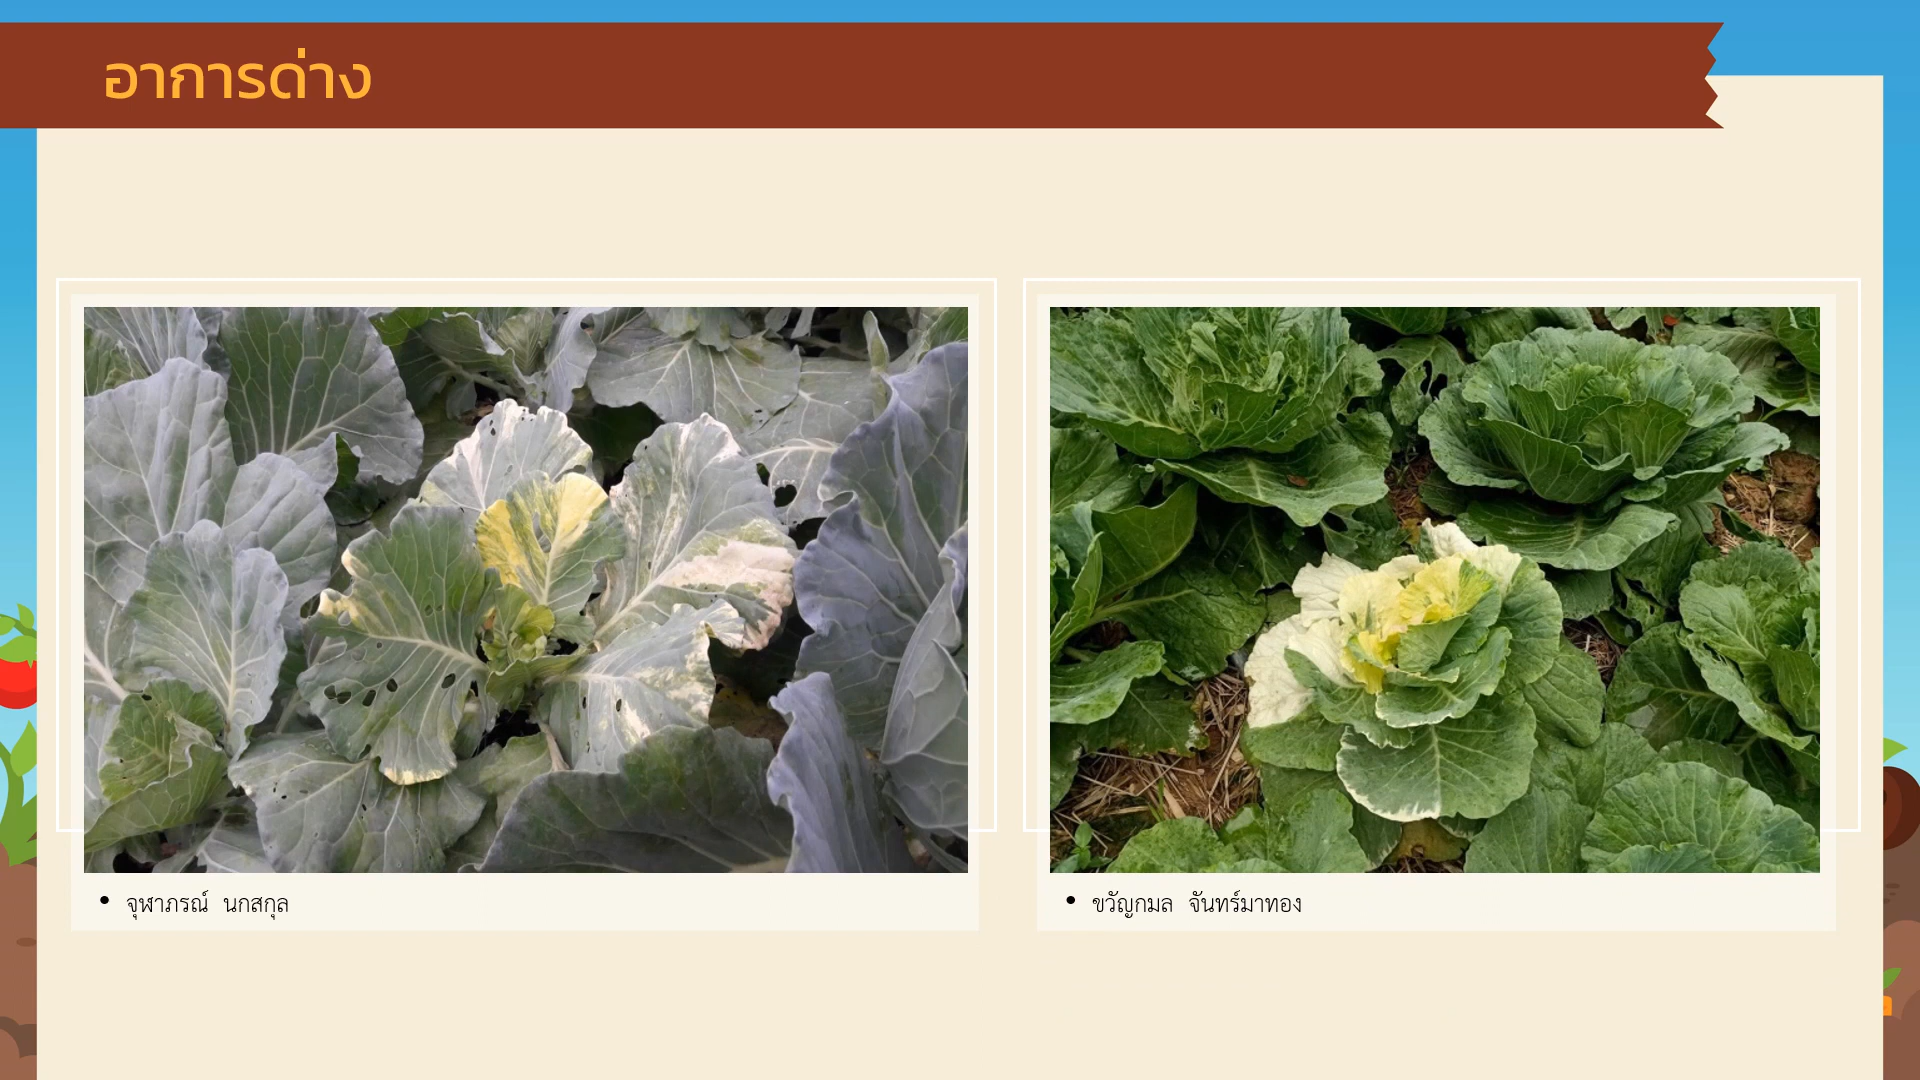 อาการด่าง
• จุฬาภรณ์ นกสกุล
• ขวัญกมล จันทร์มาทอง